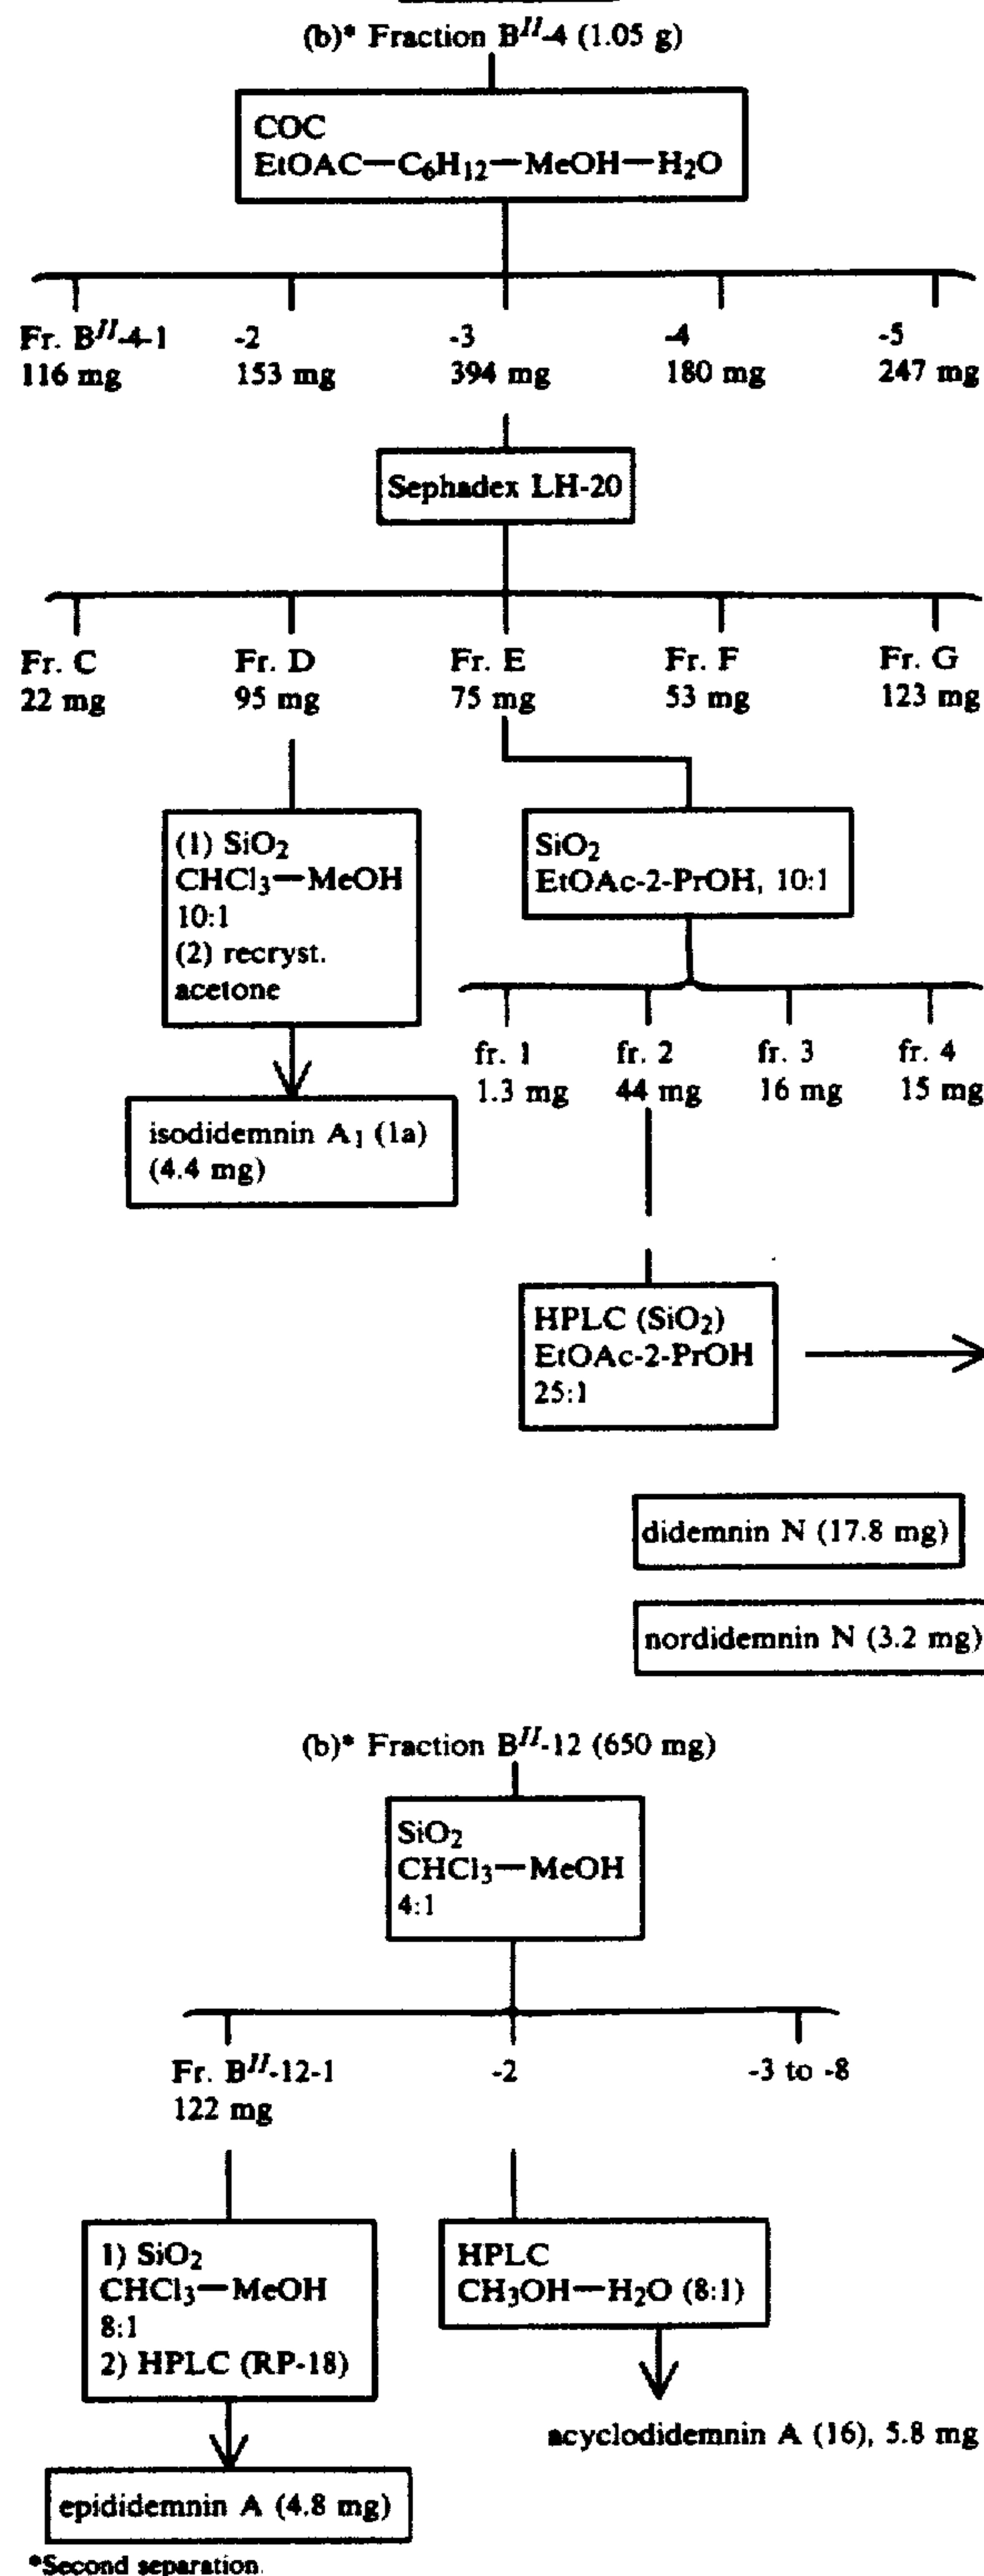 (b)* Fraction B^II-4 (1.05 g)
COC
EtOAC—C₆H₁₂—MeOH—H₂O
Fr. B^II-4-1 -2 -3 -4 -5
116 mg 153 mg 394 mg 180 mg 247 mg
Sephadex LH-20
Fr. C Fr. D Fr. E Fr. F Fr. G
22 mg 95 mg 75 mg 53 mg 123 mg
(1) SiO₂
CHCl₃—MeOH
10:1
(2) recryst.
acetone
SiO₂
EtOAc-2-PrOH, 10:1
fr. 1 fr. 2 fr. 3 fr. 4
1.3 mg 44 mg 16 mg 15 mg
isodidemnin A₁ (1a)
(4.4 mg)
HPLC (SiO₂)
EtOAc-2-PrOH
25:1
didemnin N (17.8 mg)
nordidemnin N (3.2 mg)
(b)* Fraction B^II-12 (650 mg)
SiO₂
CHCl₃—MeOH
4:1
Fr. B^II-12-1 -2 -3 to -8
122 mg
1) SiO₂
CHCl₃—MeOH
8:1
2) HPLC (RP-18)
HPLC
CH₃OH—H₂O (8:1)
acyclodidemnin A (16), 5.8 mg
epididemnin A (4.8 mg)
*Second separation.